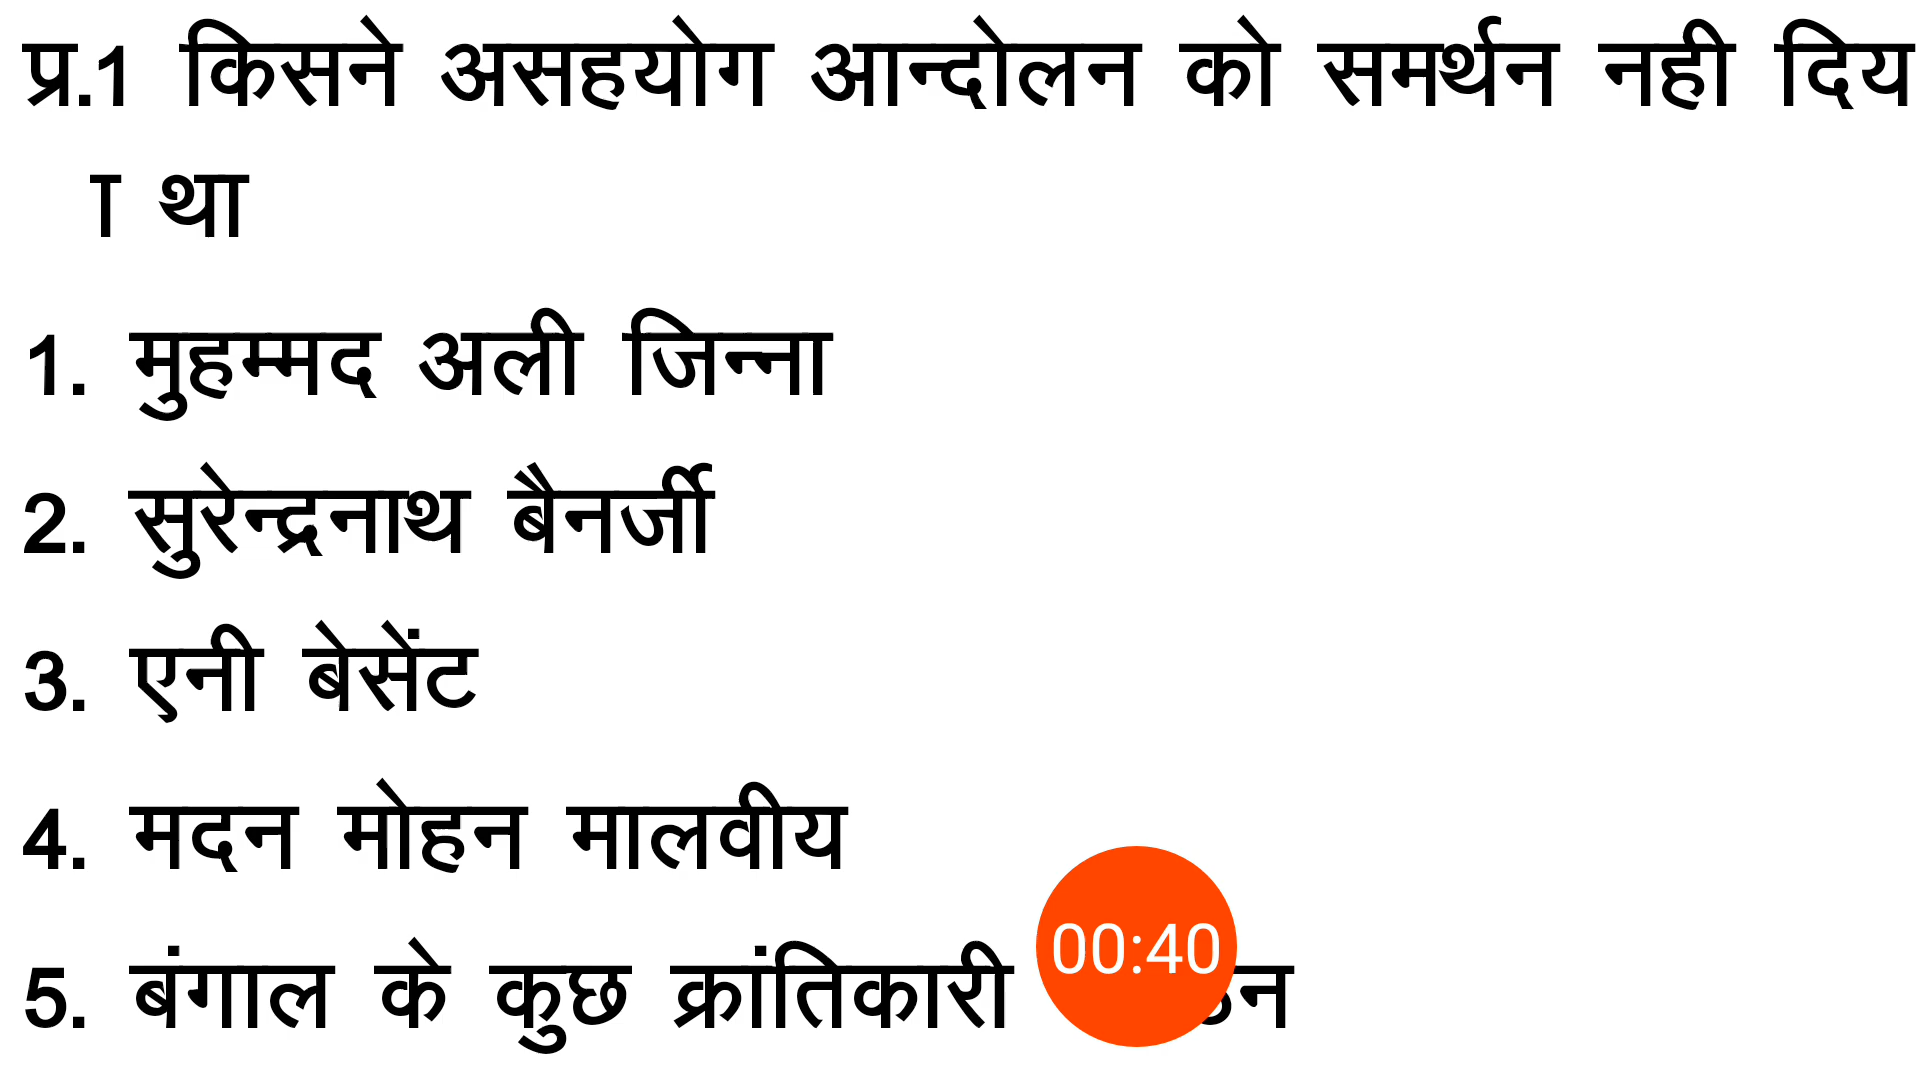 प्र.1 किसने असहयोग आन्दोलन को समर्थन नही दिय
ा था
1. मुहम्मद अली जिन्ना
2. सुरेन्द्रनाथ बैनर्जी
3. एनी बेसेंट
4. मदन मोहन मालवीय
5. बंगाल के कुछ क्रांतिकारी
00:40